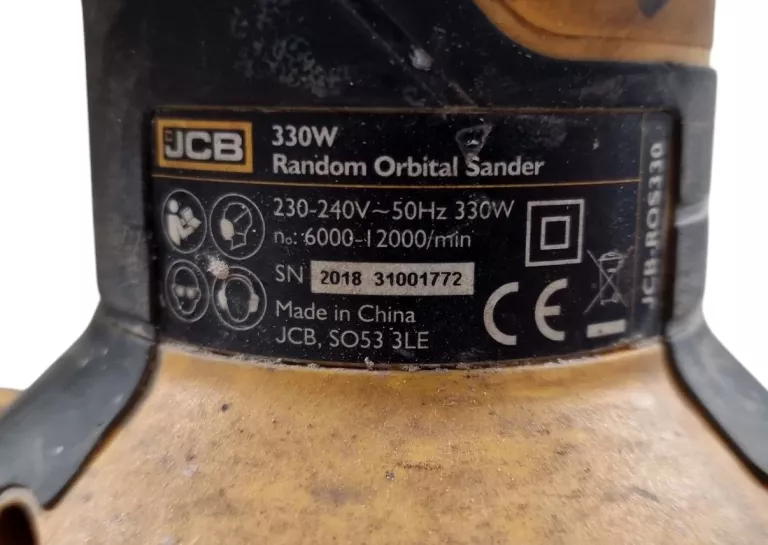 JCB
330W
Random Orbital Sander
230-240V~50Hz 330W
n₀: 6000-12000/min
SN 2018 31001772
Made in China
JCB, SO53 3LE
CE
JCB-ROS330